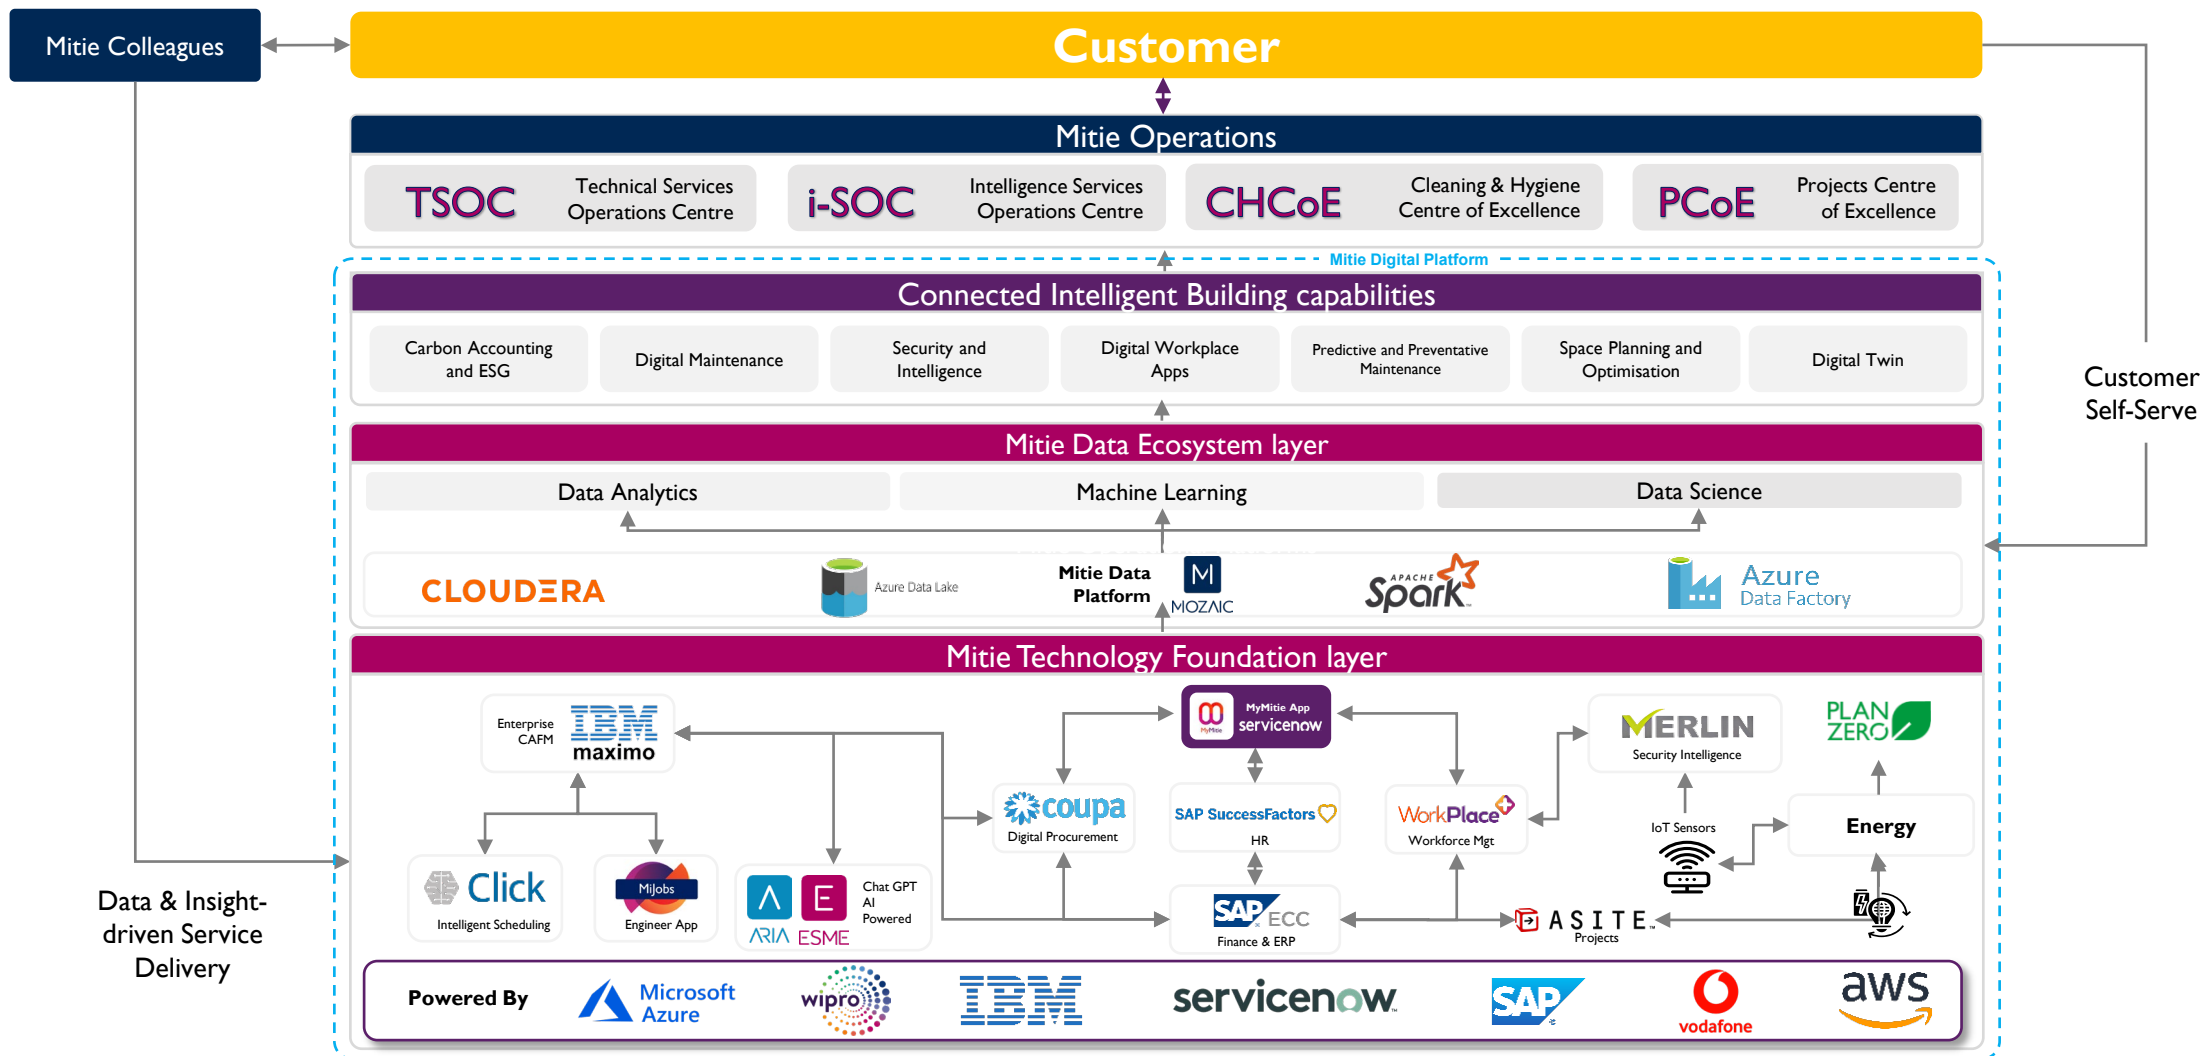 Mitie Colleagues
Customer
Mitie Operations
TSOC
Technical Services
Operations Centre
i-SOC
Intelligence Services
Operations Centre
CHCoE
Cleaning & Hygiene
Centre of Excellence
PCoE
Projects Centre
of Excellence
Mitie Digital Platform
Connected Intelligent Building capabilities
Carbon Accounting
and ESG
Digital Maintenance
Security and
Intelligence
Digital Workplace
Apps
Predictive and Preventative
Maintenance
Space Planning and
Optimisation
Digital Twin
Customer
Self-Serve
Mitie Data Ecosystem layer
Data Analytics
Machine Learning
Data Science
CLOUDERA
Azure Data Lake
Mitie Data
Platform
M
MOZAIC
APACHE
Spark
Azure
Data Factory
Mitie Technology Foundation layer
Enterprise
CAFM
IBM
maximo
MyMitie
MyMitie App
servicenow
MERLIN
Security Intelligence
PLAN
ZERO
coupa
Digital Procurement
SAP SuccessFactors
HR
WorkPlace
Workforce Mgt
IoT Sensors
Energy
Click
Intelligent Scheduling
MiJobs
Engineer App
Λ
ARIA
E
ESME
Chat GPT
AI
Powered
SAP ECC
Finance & ERP
ASITE
Projects
Data & Insight-
driven Service
Delivery
Powered By
Microsoft
Azure
wipro
IBM
servicenow
SAP
vodafone
aws